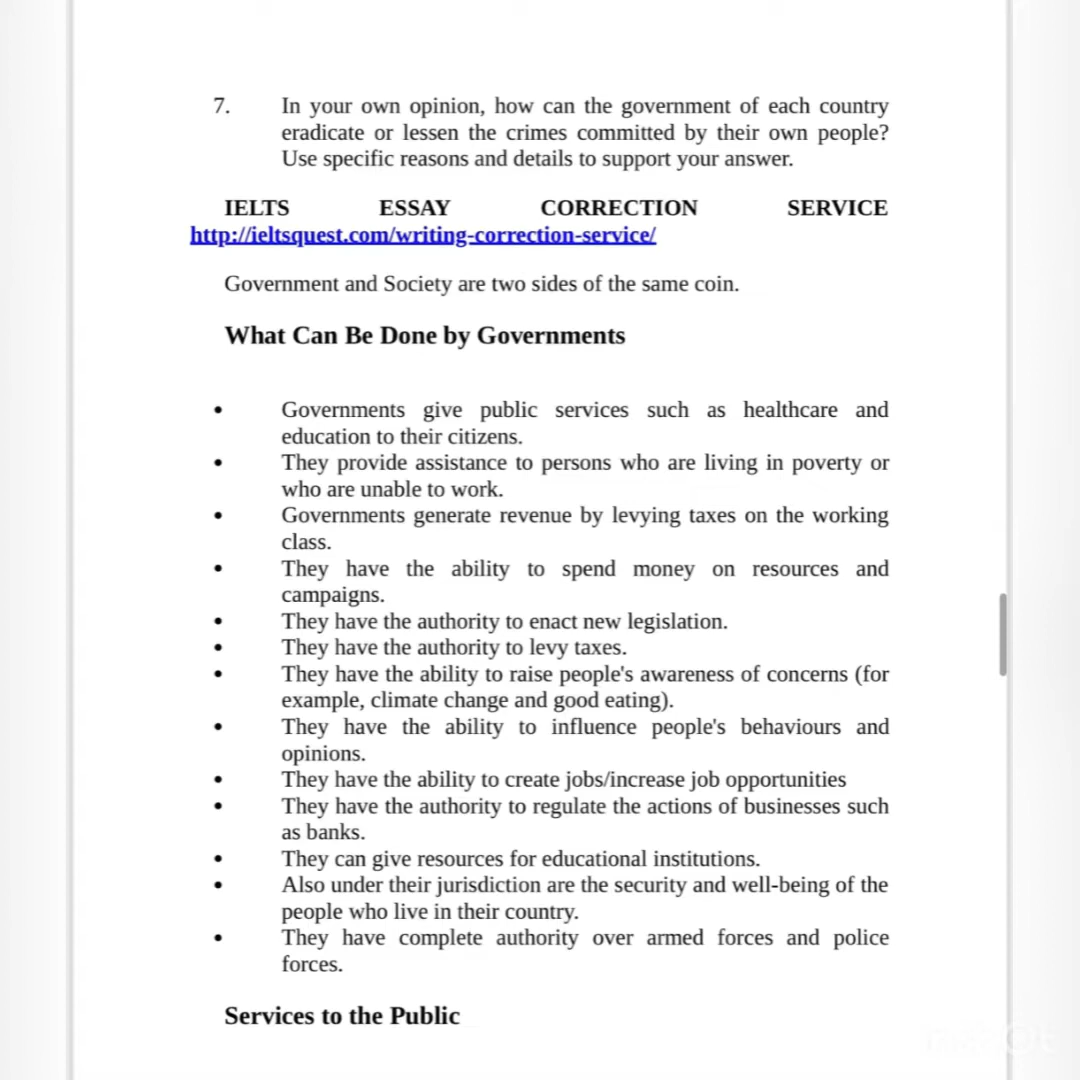 7. In your own opinion, how can the government of each country
eradicate or lessen the crimes committed by their own people?
Use specific reasons and details to support your answer.
IELTS ESSAY CORRECTION SERVICE
http://ieltsquest.com/writing-correction-service/
Government and Society are two sides of the same coin.
What Can Be Done by Governments
• Governments give public services such as healthcare and
education to their citizens.
• They provide assistance to persons who are living in poverty or
who are unable to work.
• Governments generate revenue by levying taxes on the working
class.
• They have the ability to spend money on resources and
campaigns.
• They have the authority to enact new legislation.
• They have the authority to levy taxes.
• They have the ability to raise people's awareness of concerns (for
example, climate change and good eating).
• They have the ability to influence people's behaviours and
opinions.
• They have the ability to create jobs/increase job opportunities
• They have the authority to regulate the actions of businesses such
as banks.
• They can give resources for educational institutions.
• Also under their jurisdiction are the security and well-being of the
people who live in their country.
• They have complete authority over armed forces and police
forces.
Services to the Public